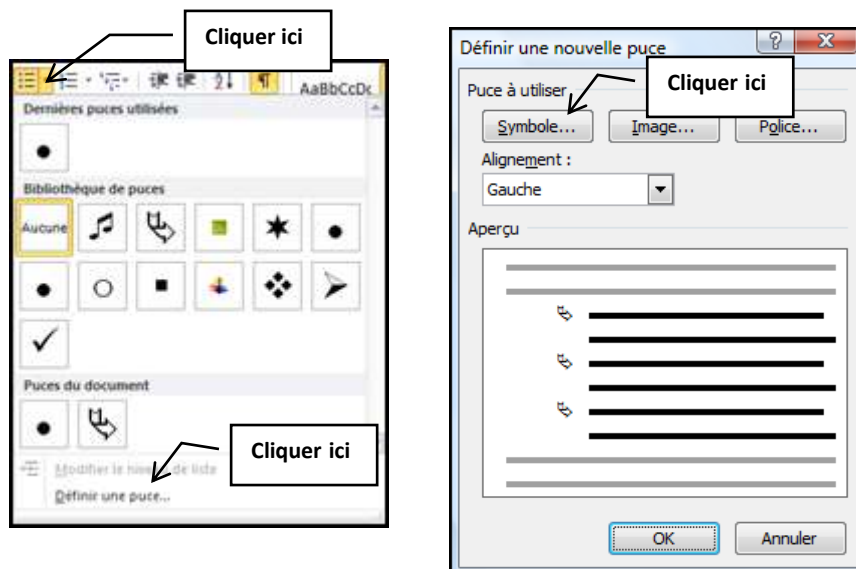 Cliquer ici
AaBbCcDc
Dernières puces utilisées
Bibliothèque de puces
Aucune
Puces du document
Cliquer ici
Modifier le niveau de liste
Définir une puce...
Définir une nouvelle puce
Puce à utiliser
Cliquer ici
Symbole... Image... Police...
Alignement :
Gauche
Aperçu
OK Annuler